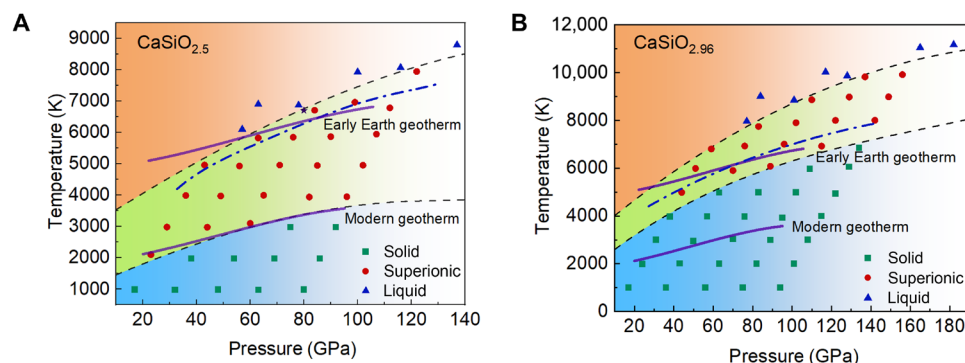 A
CaSiO2.5
Temperature (K)
9000
8000
7000
6000
5000
4000
3000
2000
1000
Early Earth geotherm
Modern geotherm
Solid
Superionic
Liquid
20 40 60 80 100 120 140
Pressure (GPa)
B
CaSiO2.96
Temperature (K)
12,000
10,000
8000
6000
4000
2000
0
Early Earth geotherm
Modern geotherm
Solid
Superionic
Liquid
20 40 60 80 100 120 140 160 180
Pressure (GPa)